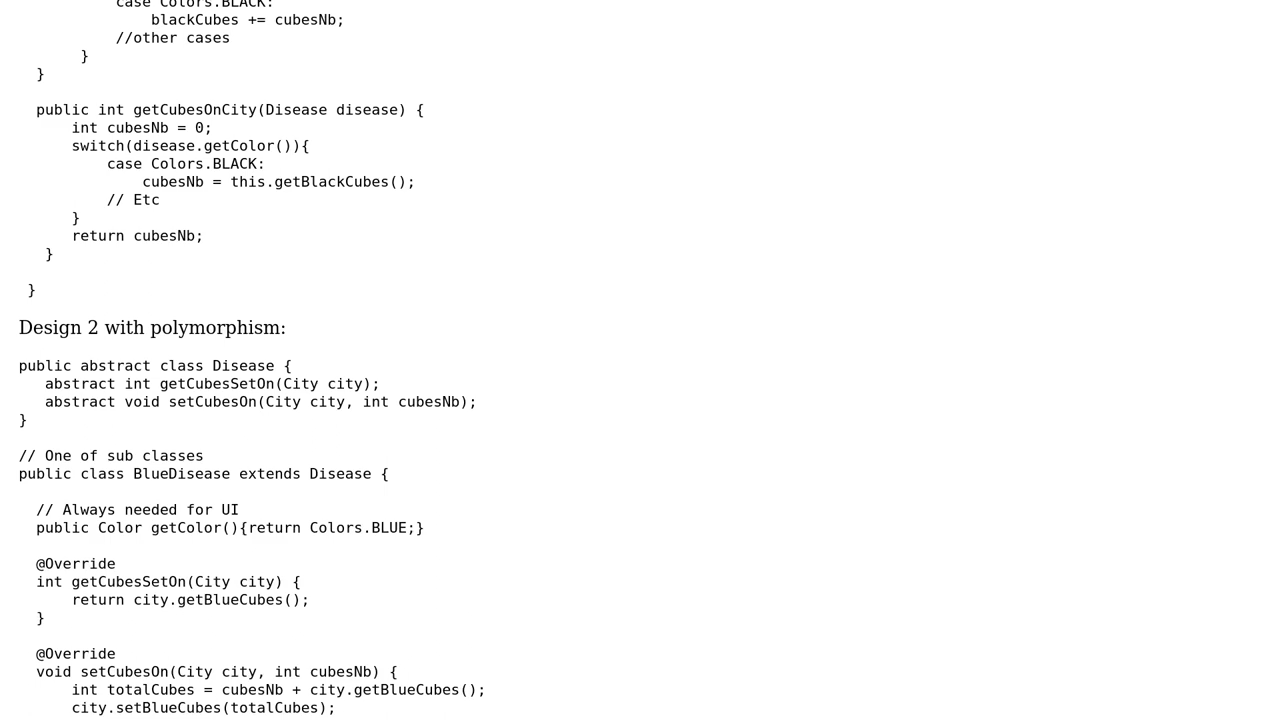 case Colors.BLACK:
blackCubes += cubesNb;
//other cases
}
}
public int getCubesOnCity(Disease disease) {
int cubesNb = 0;
switch(disease.getColor()){
case Colors.BLACK:
cubesNb = this.getBlackCubes();
// Etc
}
return cubesNb;
}
}
Design 2 with polymorphism:
public abstract class Disease {
abstract int getCubesSetOn(City city);
abstract void setCubesOn(City city, int cubesNb);
}
// One of sub classes
public class BlueDisease extends Disease {
// Always needed for UI
public Color getColor(){return Colors.BLUE;}
@Override
int getCubesSetOn(City city) {
return city.getBlueCubes();
}
@Override
void setCubesOn(City city, int cubesNb) {
int totalCubes = cubesNb + city.getBlueCubes();
city.setBlueCubes(totalCubes);